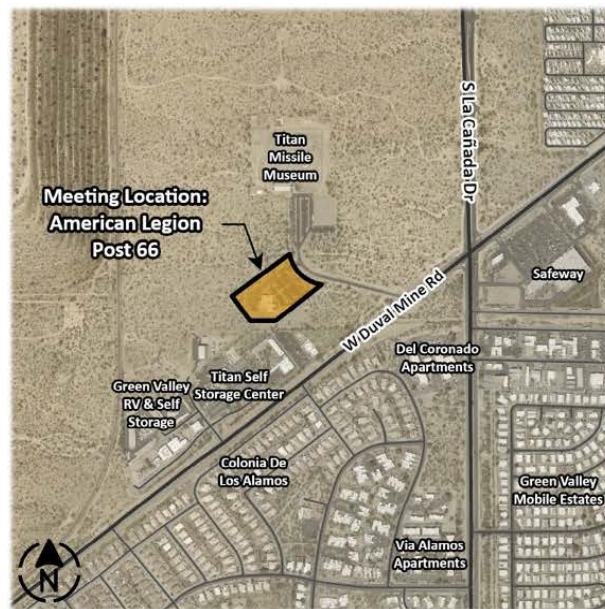 S La Cañada Dr
Titan
Missile
Museum
Meeting Location:
American Legion
Post 66
Safeway
W Duval Mine Rd
Del Coronado
Apartments
Titan Self
Storage Center
Green Valley
RV & Self
Storage
Colonia De
Los Alamos
Green Valley
Mobile Estates
Via Alamos
Apartments
N